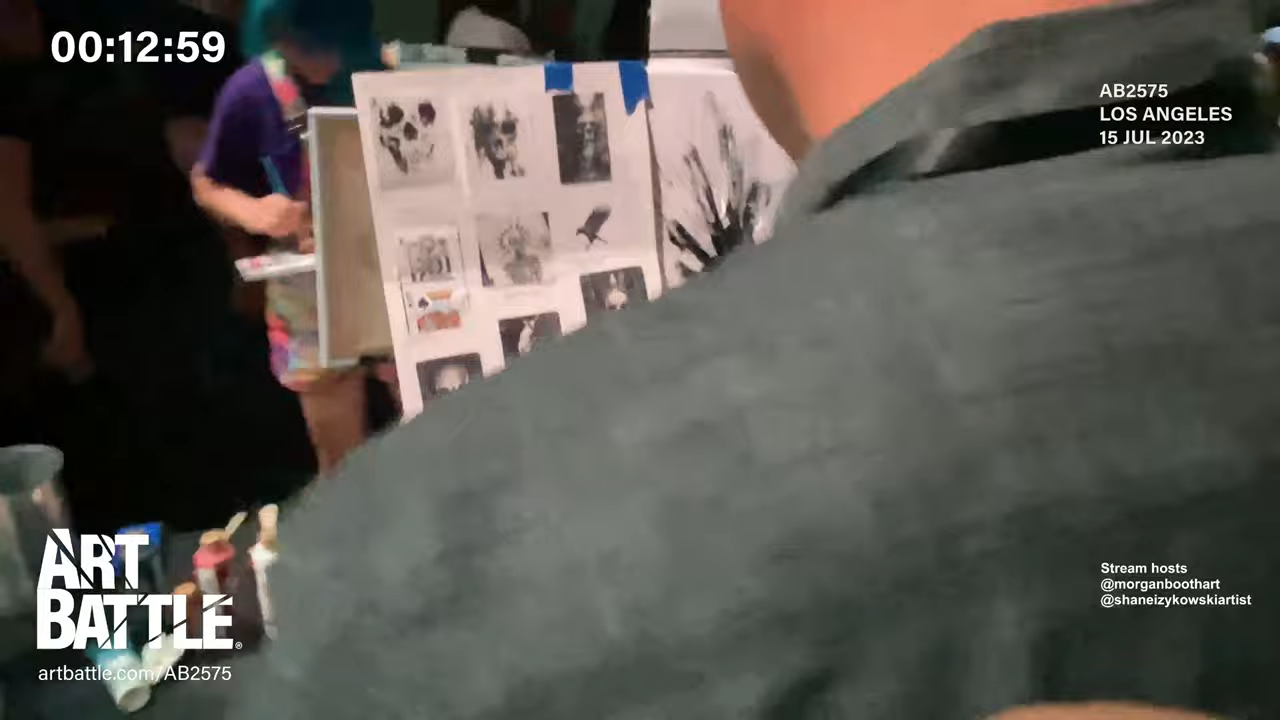 00:12:59
AB2575
LOS ANGELES
15 JUL 2023
Stream hosts
@morganboothart
@shaneizykowskiartist
ART
BATTLE®
artbattle.com/AB2575